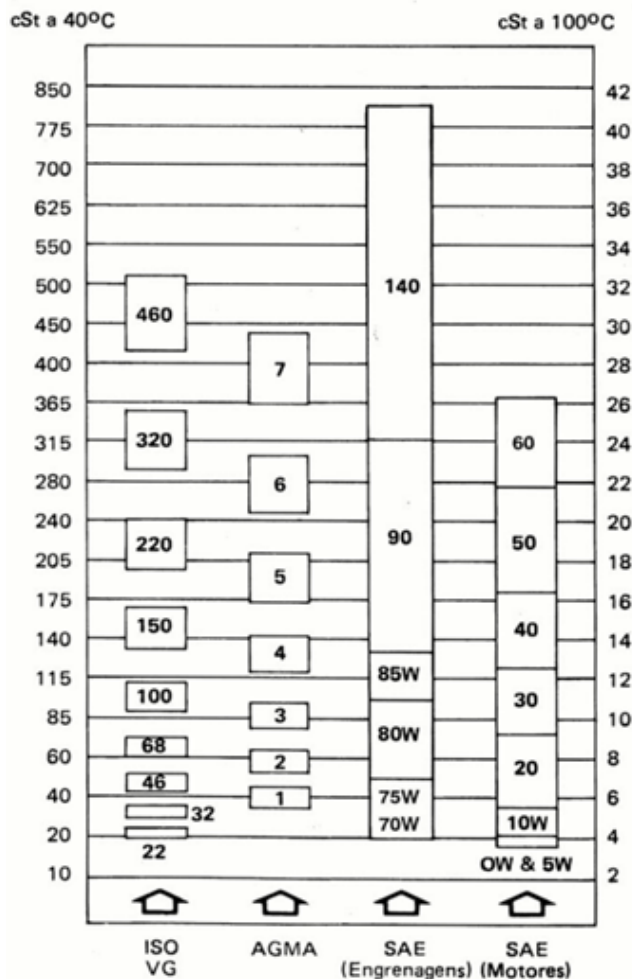 cSt a 40ºC cSt a 100ºC
850 42
775 40
700 38
625 36
550 34
500 140 32
460
450 30
400 7 28
365 26
315 320 60 24
280 6 22
240 20
220 90 50
205 5 18
175 16
150 40
140 4 14
115 85W 12
100 30
85 3 10
68 80W
60 2 8
46 20
40 1 75W 6
32 70W 10W
20 4
22 OW & 5W
10 2
ISO AGMA SAE SAE
VG (Engrenagens) (Motores)